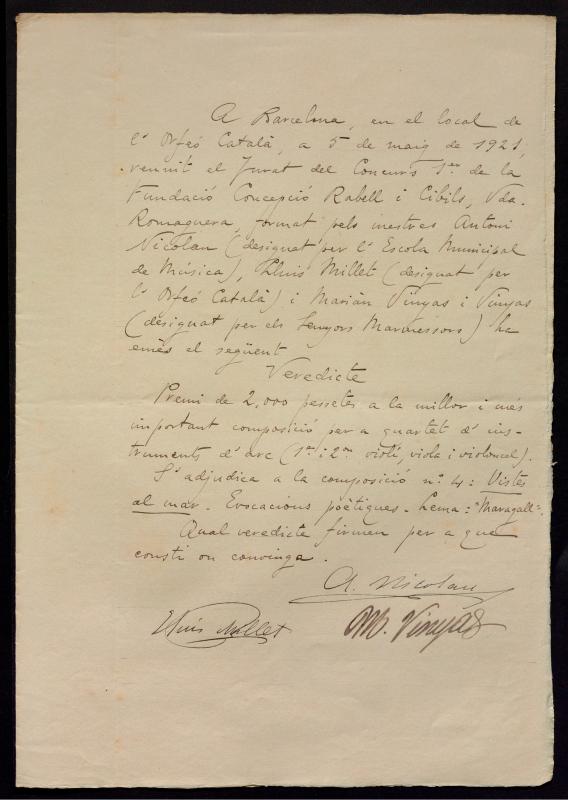 A Barcelona, en el local de
l'Orfeó Català, a 5 de maig de 1921,
reunit el Jurat del Concurs 1er de la
Fundació Concepció Rabell i Cibils, Vda.
Romaguera, format pels mestres Antoni
Nicolau (designat per l'Escola Municipal
de Música), Lluis Millet (designat per
l'Orfeó Català) i Marian Vinyas i Vinyas
(designat per els Senyors Marmessors) ha
emès el següent
Veredicte
Premi de 2,000 pessetes a la millor i més
important composició per a quartet d'ins-
truments d'arc (1er i 2on violí, viola i violoncel).
S'adjudica a la composició nº 4: Vistes
al mar. Evocacions poètiques. Lema: "Maragall".
Qual veredicte firmen per a que
consti on convinga.
A. Nicolau
Lluis Millet
M. Vinyas